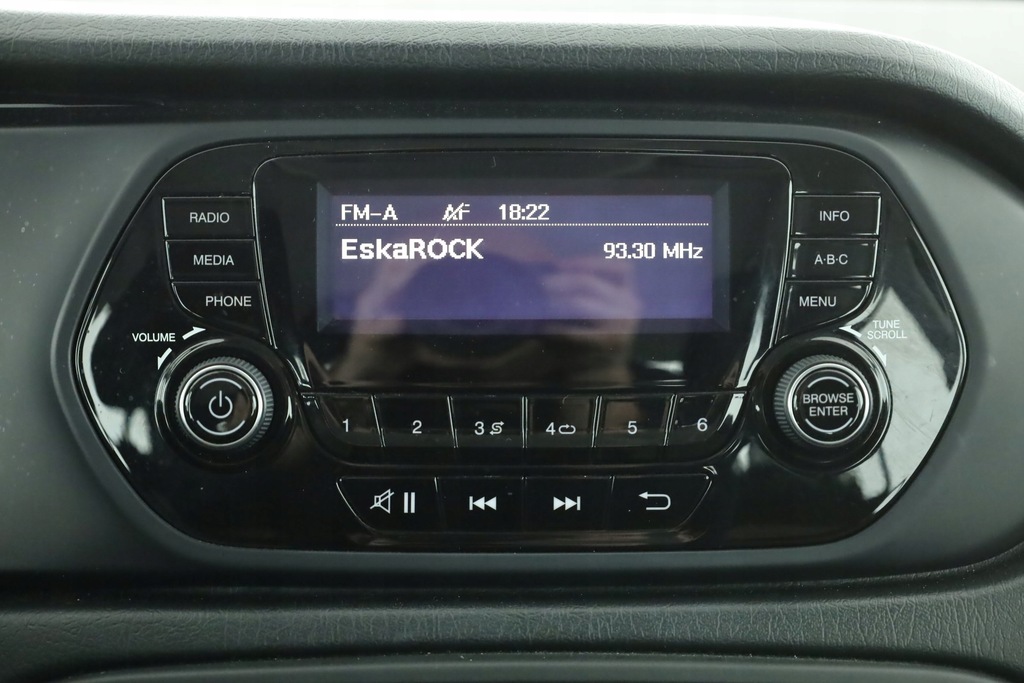 FM-A AF 18:22
EskaROCK 93.30 MHz
RADIO
MEDIA
PHONE
VOLUME
INFO
A·B·C
MENU
TUNE
SCROLL
BROWSE
ENTER
1 2 3 4 5 6